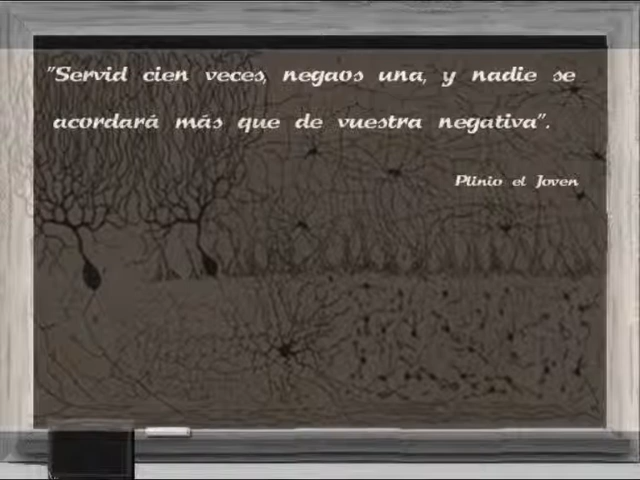 "Servid cien veces, negaos una, y nadie se
acordará más que de vuestra negativa".
Plinio el Joven